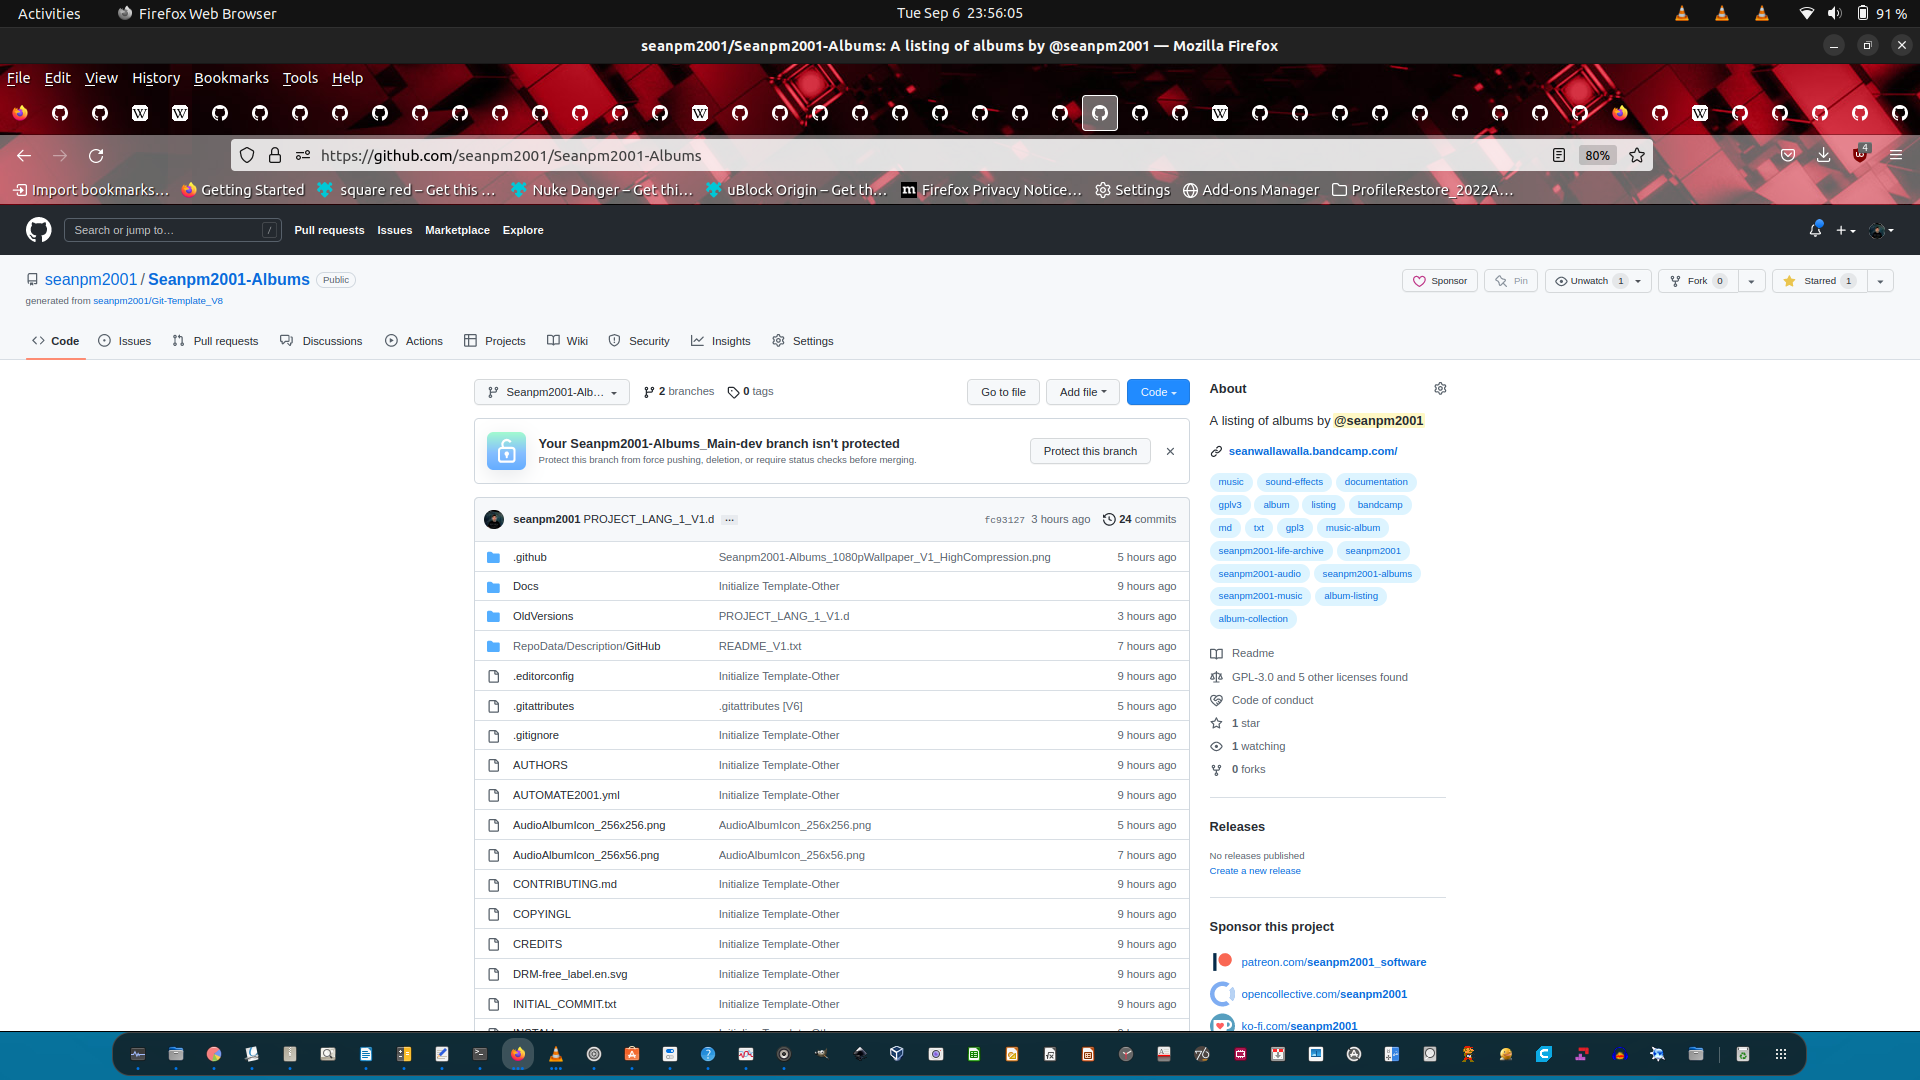 Activities Firefox Web Browser Tue Sep 6 23:56:05 91 %
seanpm2001/Seanpm2001-Albums: A listing of albums by @seanpm2001 — Mozilla Firefox
File Edit View History Bookmarks Tools Help
https://github.com/seanpm2001/Seanpm2001-Albums 80% 4
Import bookmarks… Getting Started square red – Get this … Nuke Danger – Get thi… uBlock Origin – Get th… Firefox Privacy Notice… Settings Add-ons Manager ProfileRestore_2022A…
Search or jump to… / Pull requests Issues Marketplace Explore
seanpm2001 / Seanpm2001-Albums Public Sponsor Pin Unwatch 1 Fork 0 Starred 1
generated from seanpm2001/Git-Template_V8
Code Issues Pull requests Discussions Actions Projects Wiki Security Insights Settings
Seanpm2001-Alb… 2 branches 0 tags Go to file Add file Code
Your Seanpm2001-Albums_Main-dev branch isn't protected
Protect this branch from force pushing, deletion, or require status checks before merging.
Protect this branch
seanpm2001 PROJECT_LANG_1_V1.d … fc93127 3 hours ago 24 commits
.github Seanpm2001-Albums_1080pWallpaper_V1_HighCompression.png 5 hours ago
Docs Initialize Template-Other 9 hours ago
OldVersions PROJECT_LANG_1_V1.d 3 hours ago
RepoData/Description/GitHub README_V1.txt 7 hours ago
.editorconfig Initialize Template-Other 9 hours ago
.gitattributes .gitattributes [V6] 5 hours ago
.gitignore Initialize Template-Other 9 hours ago
AUTHORS Initialize Template-Other 9 hours ago
AUTOMATE2001.yml Initialize Template-Other 9 hours ago
AudioAlbumIcon_256x256.png AudioAlbumIcon_256x256.png 5 hours ago
AudioAlbumIcon_256x56.png AudioAlbumIcon_256x56.png 7 hours ago
CONTRIBUTING.md Initialize Template-Other 9 hours ago
COPYINGL Initialize Template-Other 9 hours ago
CREDITS Initialize Template-Other 9 hours ago
DRM-free_label.en.svg Initialize Template-Other 9 hours ago
INITIAL_COMMIT.txt Initialize Template-Other 9 hours ago
About
A listing of albums by @seanpm2001
seanwallawalla.bandcamp.com/
music sound-effects documentation
gplv3 album listing bandcamp
md txt gpl3 music-album
seanpm2001-life-archive seanpm2001
seanpm2001-audio seanpm2001-albums
seanpm2001-music album-listing
album-collection
Readme
GPL-3.0 and 5 other licenses found
Code of conduct
1 star
1 watching
0 forks
Releases
No releases published
Create a new release
Sponsor this project
patreon.com/seanpm2001_software
opencollective.com/seanpm2001
ko-fi.com/seanpm2001